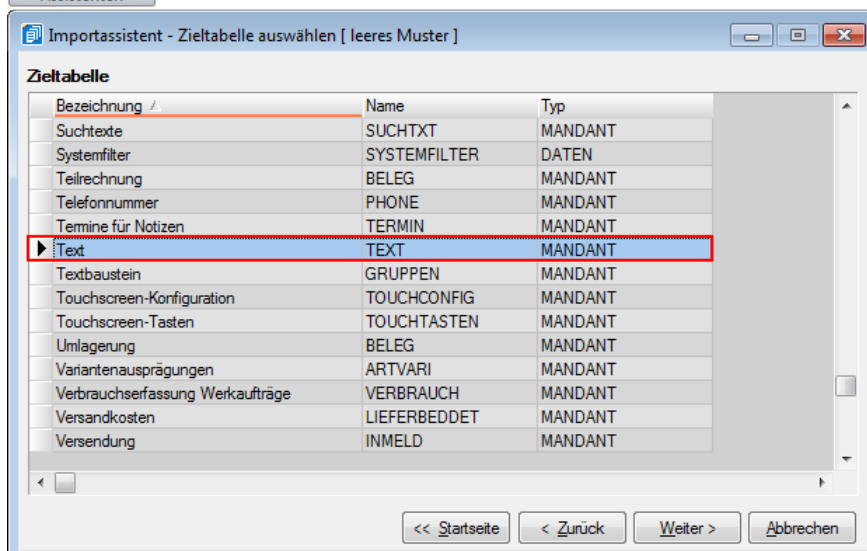 Importassistent - Zieltabelle auswählen [ leeres Muster ]
Zieltabelle
Bezeichnung Name Typ
Suchtexte SUCHTXT MANDANT
Systemfilter SYSTEMFILTER DATEN
Teilrechnung BELEG MANDANT
Telefonnummer PHONE MANDANT
Termine für Notizen TERMIN MANDANT
Text TEXT MANDANT
Textbaustein GRUPPEN MANDANT
Touchscreen-Konfiguration TOUCHCONFIG MANDANT
Touchscreen-Tasten TOUCHTASTEN MANDANT
Umlagerung BELEG MANDANT
Variantenausprägungen ARTVARI MANDANT
Verbrauchserfassung Werkaufträge VERBRAUCH MANDANT
Versandkosten LIEFERBEDDET MANDANT
Versendung INMELD MANDANT
<< Startseite < Zurück Weiter > Abbrechen